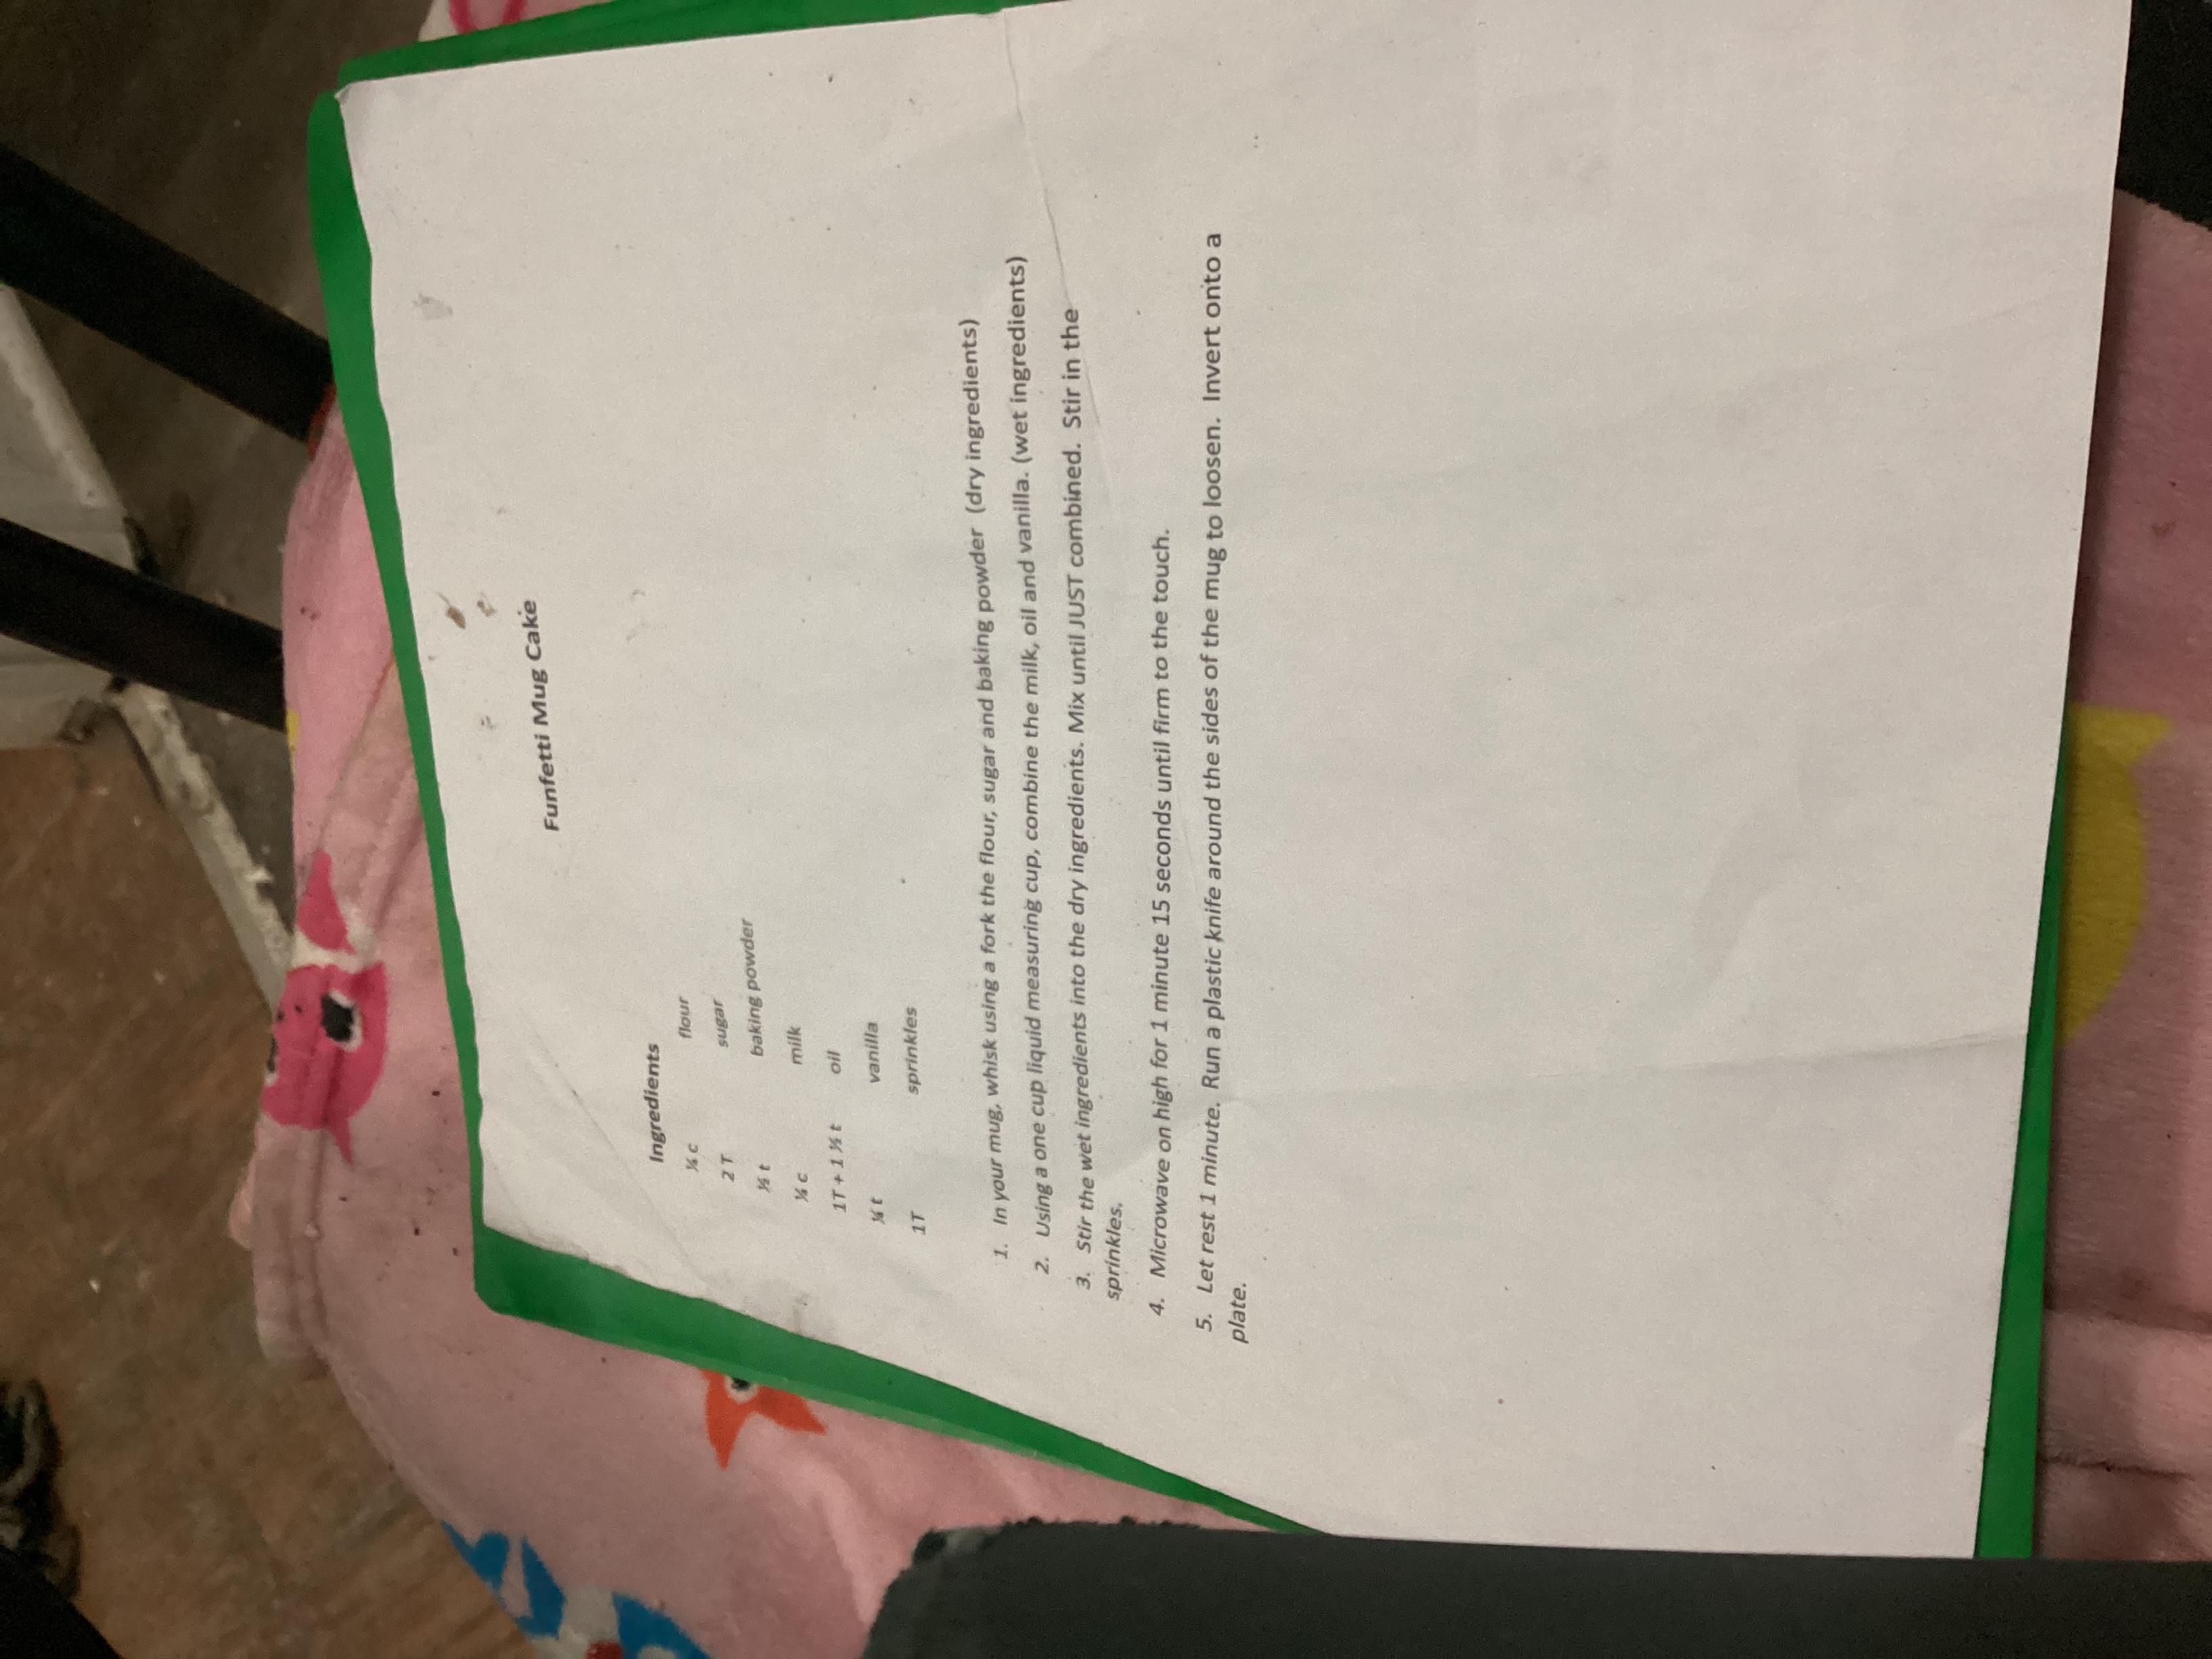 Funfetti Mug Cake
Ingredients
¼ c flour
2 T sugar
½ t baking powder
¼ c milk
1T + 1 ½ t oil
¼ t vanilla
1T sprinkles
1. In your mug, whisk using a fork the flour, sugar and baking powder (dry ingredients)
2. Using a one cup liquid measuring cup, combine the milk, oil and vanilla. (wet ingredients)
3. Stir the wet ingredients into the dry ingredients. Mix until JUST combined. Stir in the
sprinkles.
4. Microwave on high for 1 minute 15 seconds until firm to the touch.
5. Let rest 1 minute. Run a plastic knife around the sides of the mug to loosen. Invert onto a
plate.